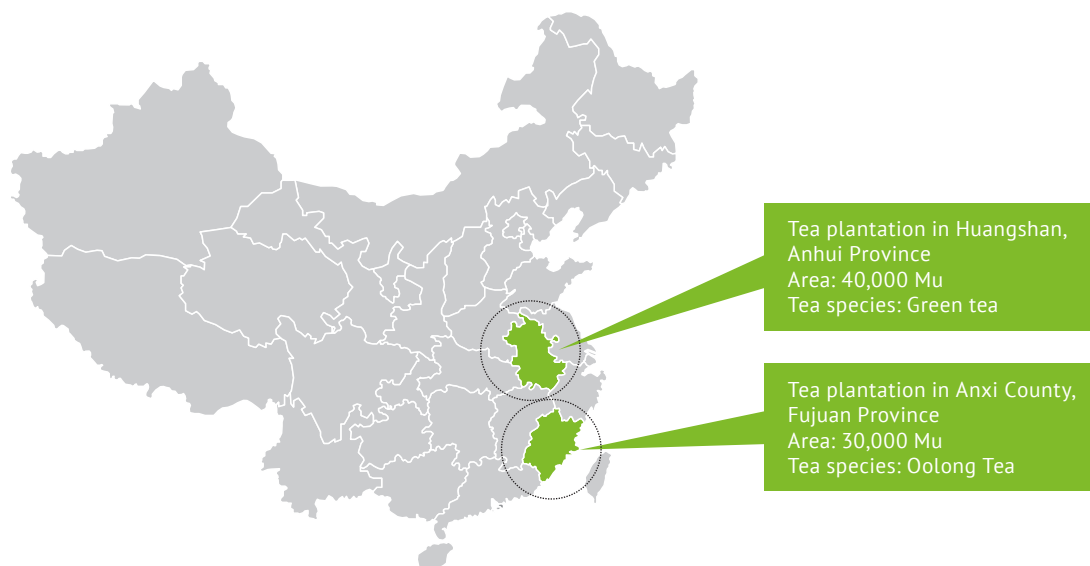 Tea plantation in Huangshan,
Anhui Province
Area: 40,000 Mu
Tea species: Green tea
Tea plantation in Anxi County,
Fujuan Province
Area: 30,000 Mu
Tea species: Oolong Tea